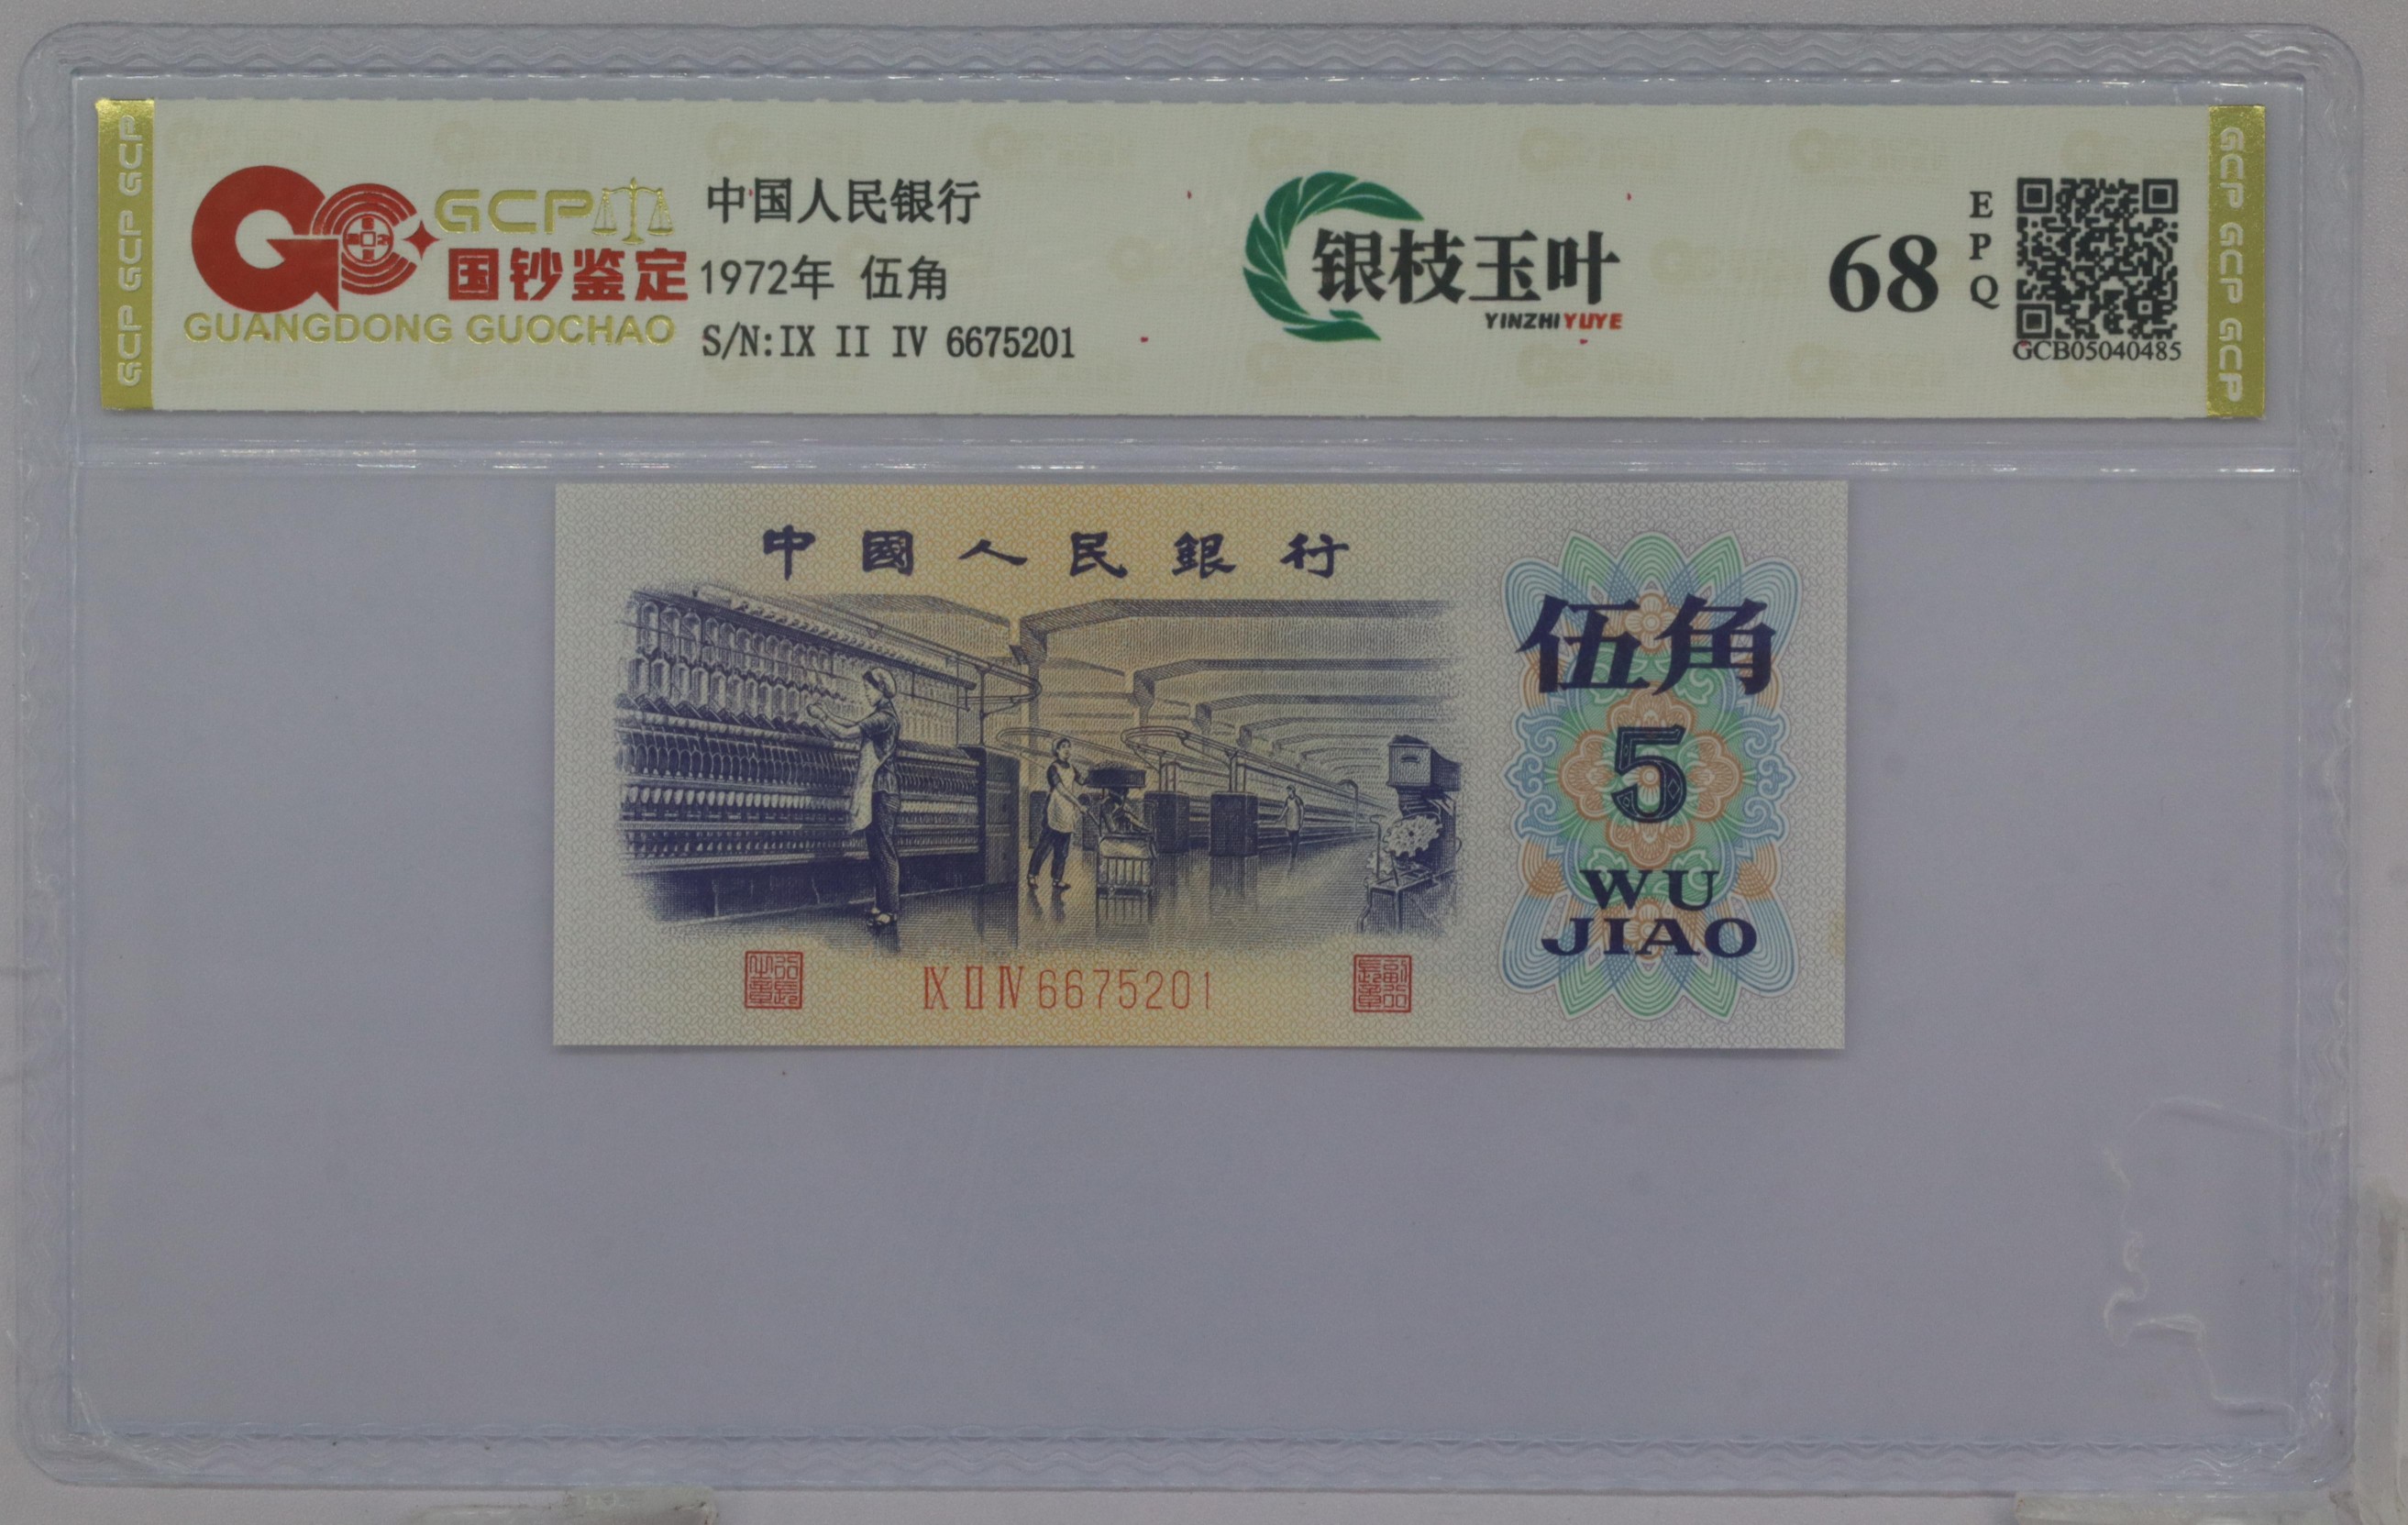 GCP GCP GCP
GCP
国钞鉴定
GUANGDONG GUOCHAO
中国人民银行
1972年 伍角
S/N:IX II IV 6675201
银枝玉叶
YINZHIYUYE
68
EPQ
GCB05040485
GCP GCP GCP
中國人民銀行
伍角
5
WU
JIAO
IX II IV 6675201